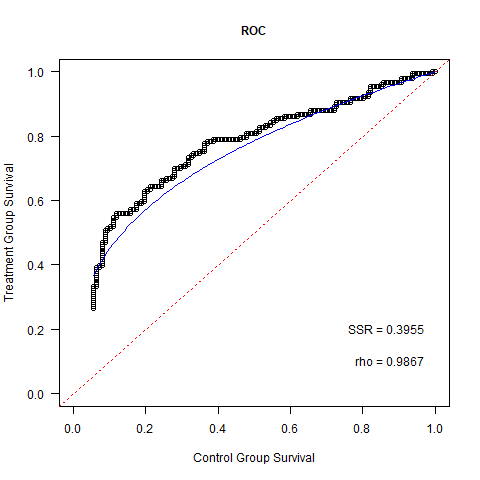 ROC
Treatment Group Survival
1.0
0.8
0.6
0.4
0.2
0.0
SSR = 0.3955
rho = 0.9867
0.0 0.2 0.4 0.6 0.8 1.0
Control Group Survival